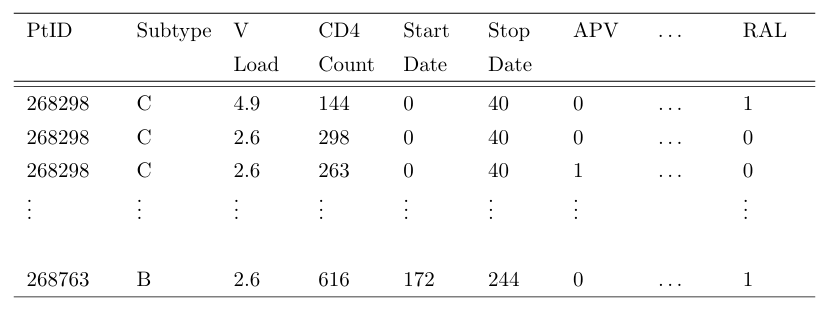 PtID Subtype V CD4 Start Stop APV ... RAL
Load Count Date Date
268298 C 4.9 144 0 40 0 ... 1
268298 C 2.6 298 0 40 0 ... 0
268298 C 2.6 263 0 40 1 ... 0
⋮ ⋮ ⋮ ⋮ ⋮ ⋮ ⋮ ⋮
268763 B 2.6 616 172 244 0 ... 1